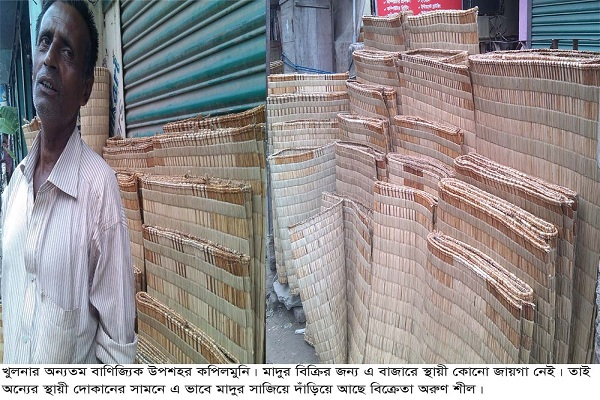 খুলনার অন্যতম বাণিজ্যিক উপশহর কপিলমুনি। মাদুর বিক্রির জন্য এ বাজারে স্থায়ী কোনো জায়গা নেই। তাই
অন্যের স্থায়ী দোকানের সামনে এ ভাবে মাদুর সাজিয়ে দাঁড়িয়ে আছে বিক্রেতা অরুণ শীল।